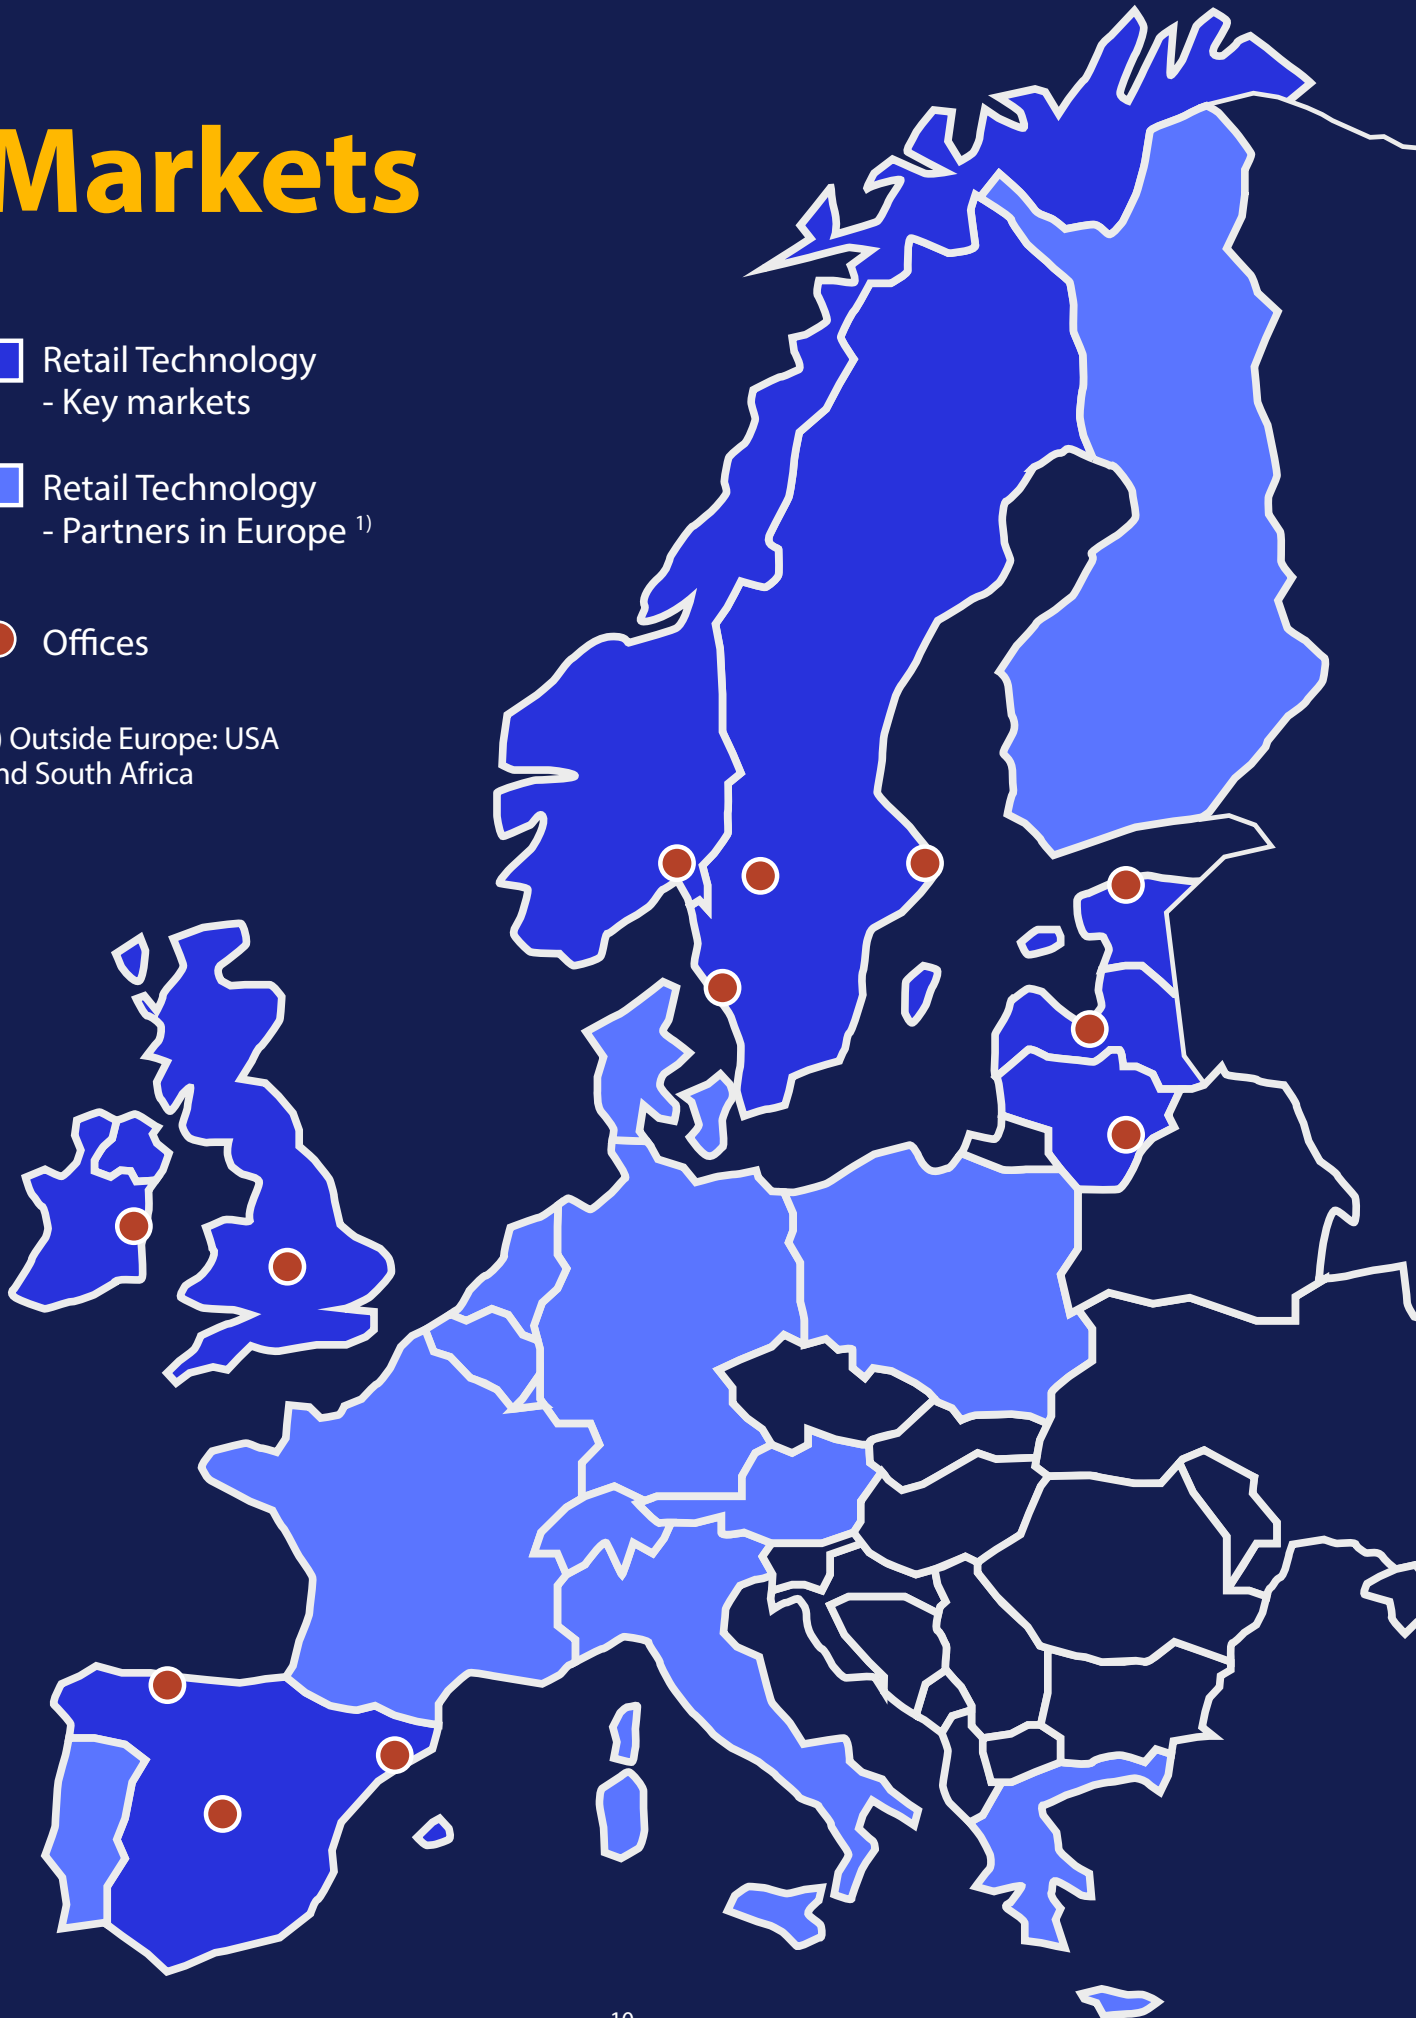 Markets
Retail Technology
- Key markets
Retail Technology
- Partners in Europe 1)
Offices
) Outside Europe: USA
nd South Africa